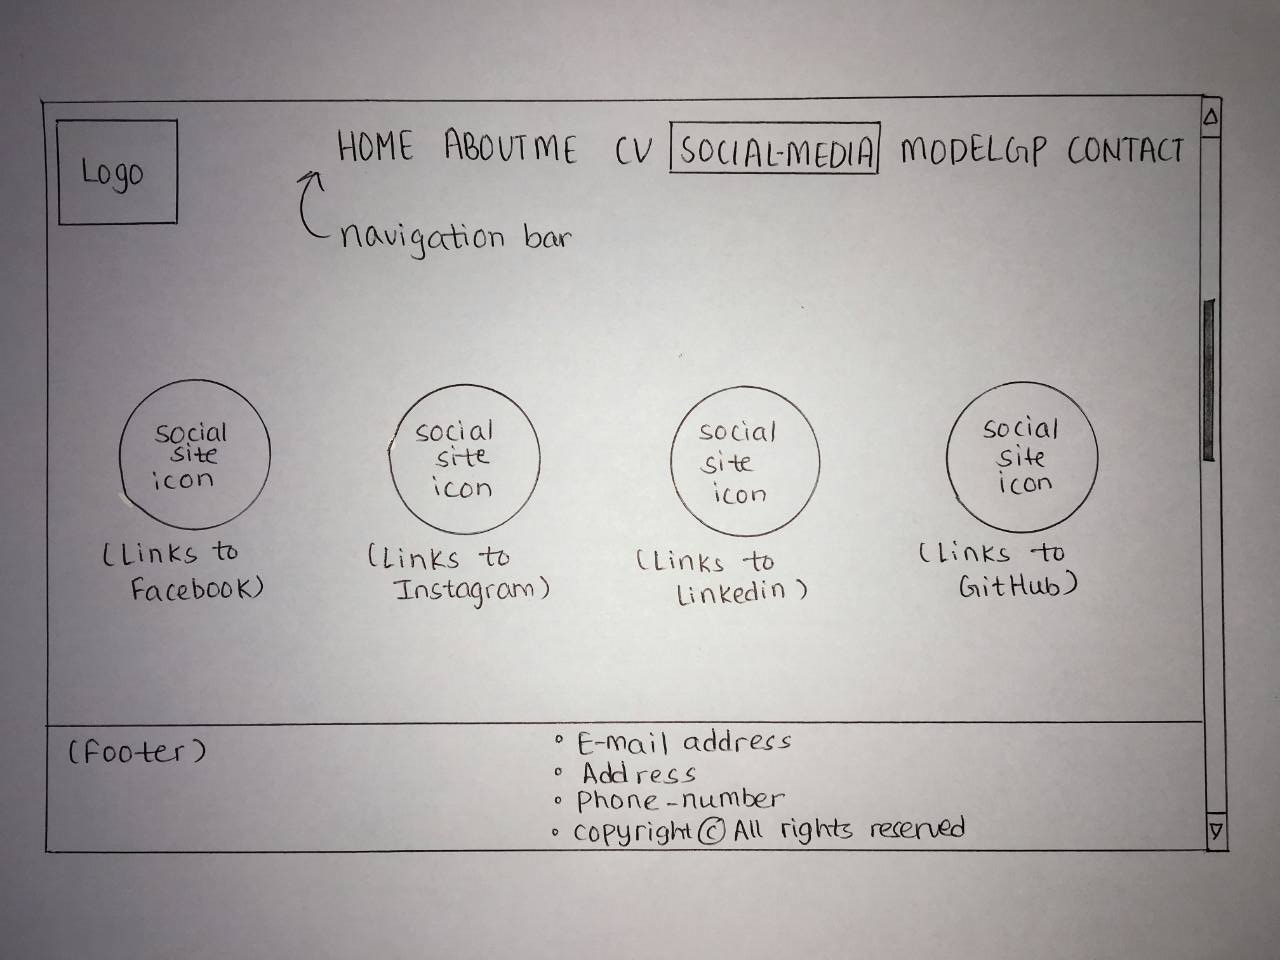 Logo
HOME ABOUT ME CV SOCIAL-MEDIA MODELGP CONTACT
navigation bar
social
site
icon
(Links to
Facebook)
social
site
icon
(Links to
Instagram)
social
site
icon
(Links to
Linkedin)
social
site
icon
(Links to
GitHub)
(Footer)
• E-mail address
• Address
• Phone-number
• copyright © All rights reserved